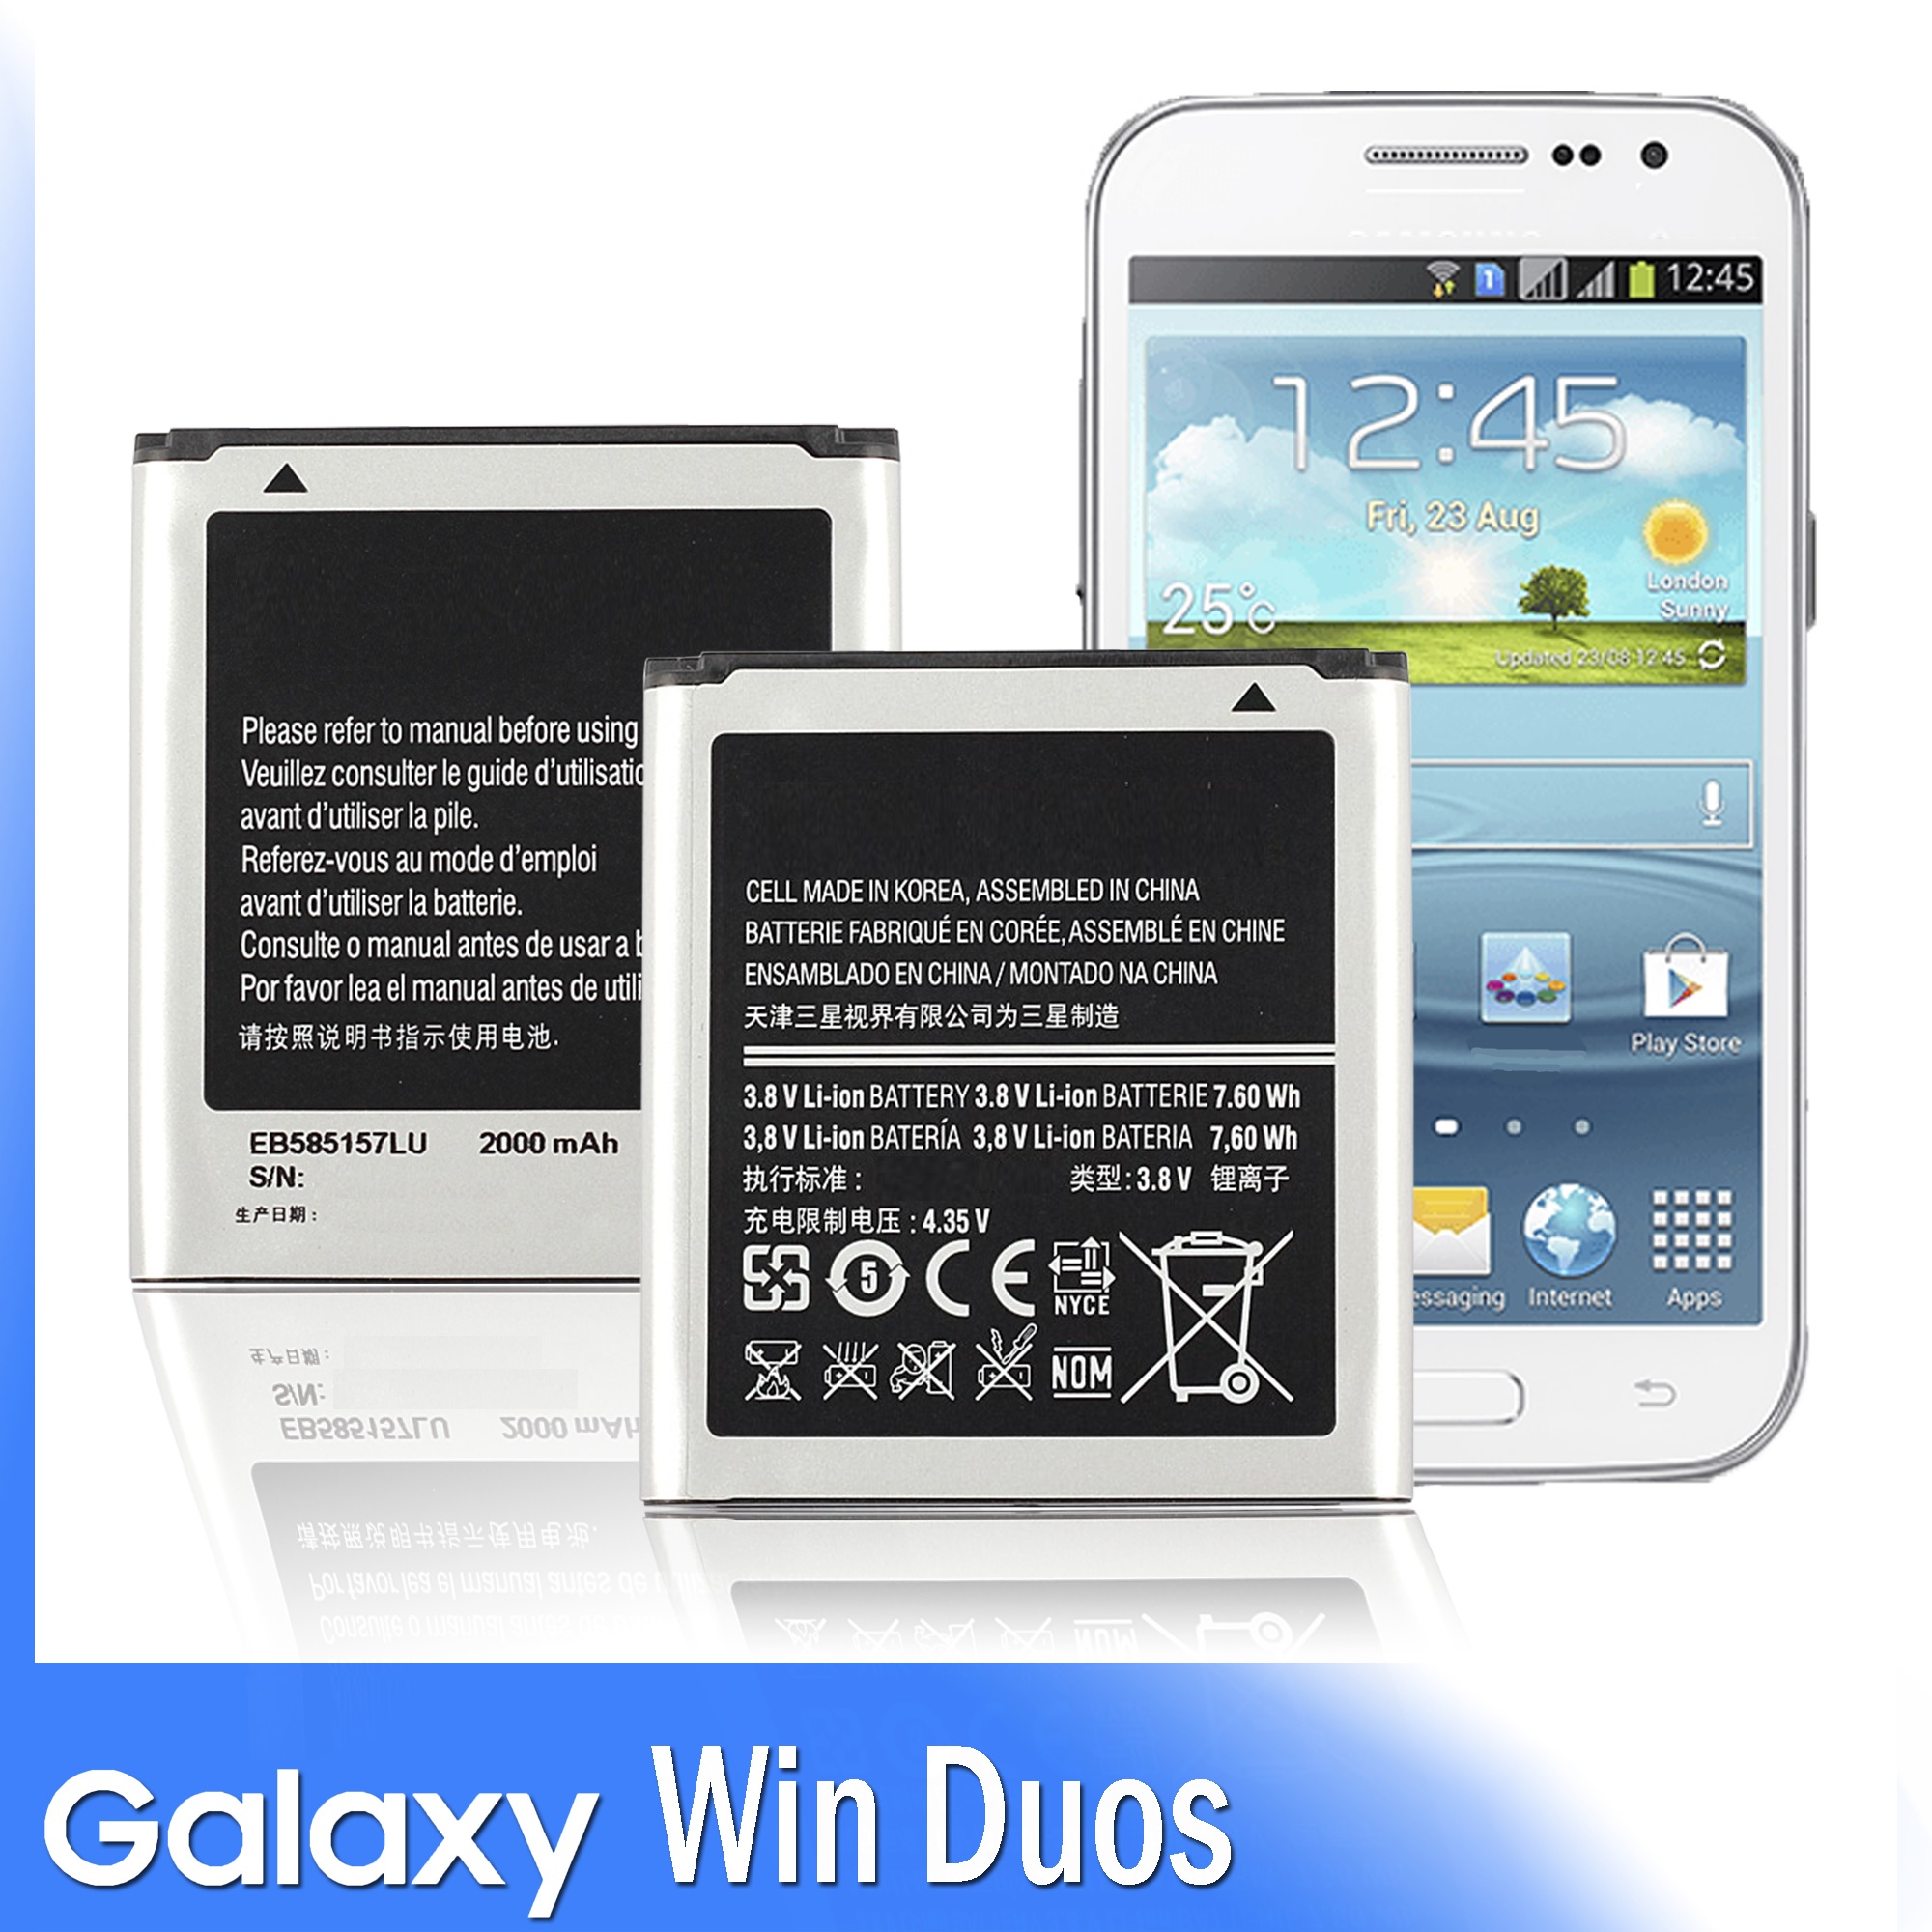 12:45
12:45
Fri, 23 Aug
25°c
London
Sunny
Updated 23/08 12:45
Play Store
Internet
Apps
Please refer to manual before using
Veuillez consulter le guide d'utilisatio
avant d'utiliser la pile.
Referez-vous au mode d'emploi
avant d'utiliser la batterie.
Consulte o manual antes de usar a b
Por favor lea el manual antes de utili
请按照说明书指示使用电池.
EB585157LU 2000 mAh
S/N:
生产日期:
CELL MADE IN KOREA, ASSEMBLED IN CHINA
BATTERIE FABRIQUÉ EN CORÉE, ASSEMBLÉ EN CHINE
ENSAMBLADO EN CHINA / MONTADO NA CHINA
天津三星视界有限公司为三星制造
3.8 V Li-ion BATTERY 3.8 V Li-ion BATTERIE 7.60 Wh
3,8 V Li-ion BATERÍA 3,8 V Li-ion BATERIA 7,60 Wh
执行标准: 类型: 3.8 V 锂离子
充电限制电压: 4.35 V
5 CE NYCE
NOM
essaging
1
Galaxy Win Duos